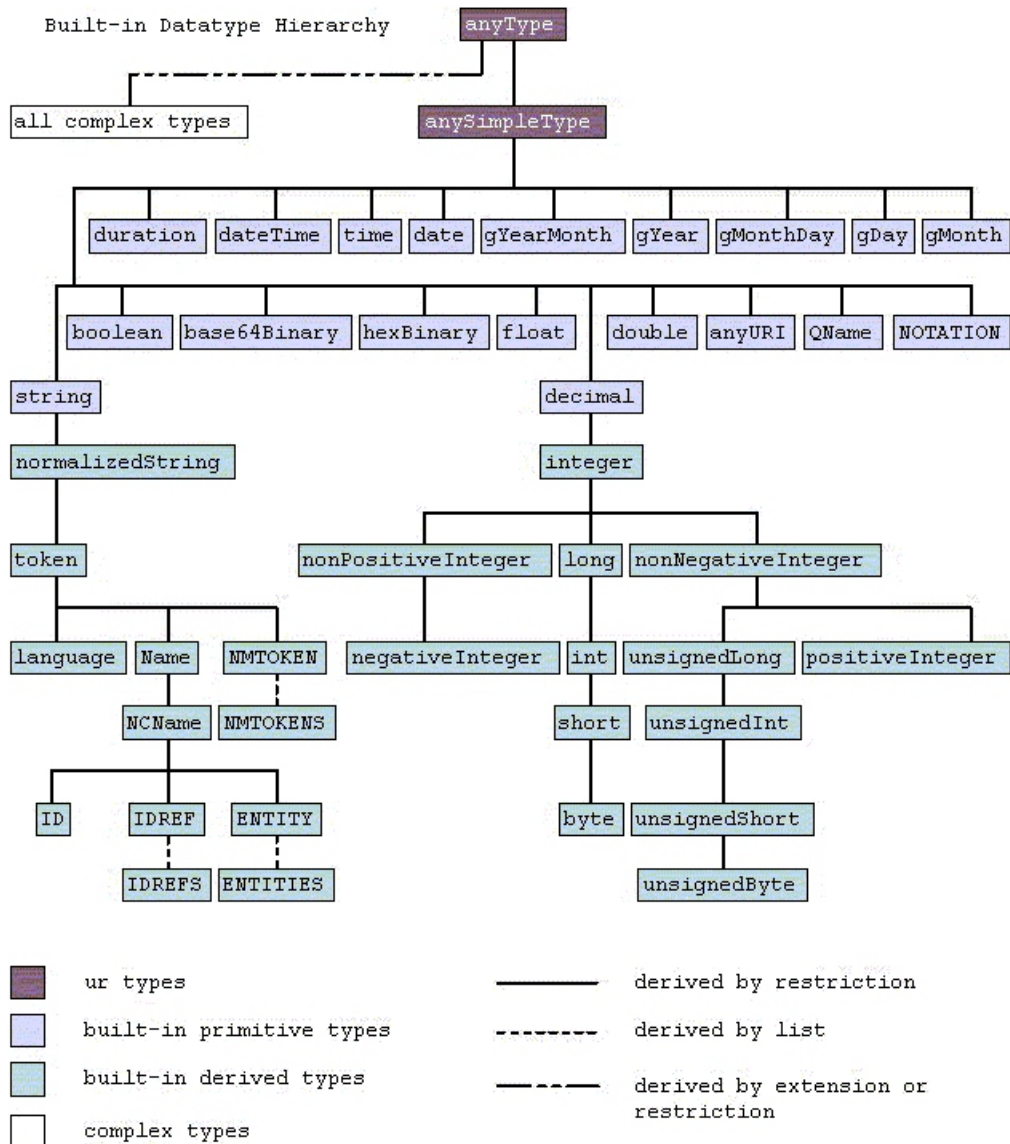 Built-in Datatype Hierarchy
anyType
all complex types
anySimpleType
duration dateTime time date gYearMonth gYear gMonthDay gDay gMonth
boolean base64Binary hexBinary float double anyURI QName NOTATION
string decimal
normalizedString integer
token nonPositiveInteger long nonNegativeInteger
language Name NMTOKEN negativeInteger int unsignedLong positiveInteger
NCName NMTOKENS short unsignedInt
ID IDREF ENTITY byte unsignedShort
IDREFS ENTITIES unsignedByte
ur types
derived by restriction
built-in primitive types
derived by list
built-in derived types
derived by extension or
restriction
complex types